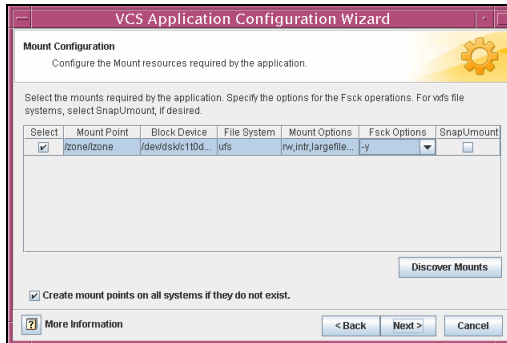 VCS Application Configuration Wizard
Mount Configuration
Configure the Mount resources required by the application.
Select the mounts required by the application. Specify the options for the Fsck operations. For vxfs file
systems, select SnapUmount, if desired.
Select Mount Point Block Device File System Mount Options Fsck Options SnapUmount
/zone/lzone /dev/dsk/c1t0d... ufs rw,intr,largefile... -y
Discover Mounts
Create mount points on all systems if they do not exist.
? More Information < Back Next > Cancel